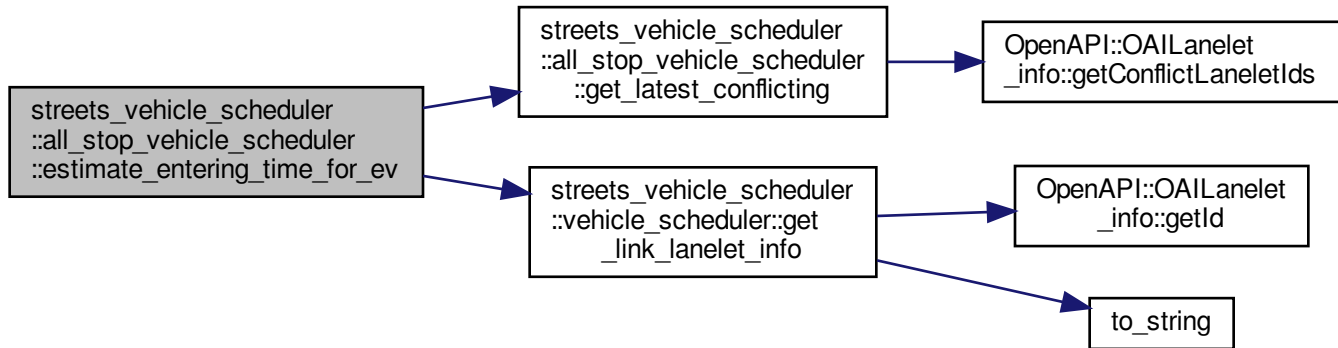 streets_vehicle_scheduler
::all_stop_vehicle_scheduler
::estimate_entering_time_for_ev
streets_vehicle_scheduler
::all_stop_vehicle_scheduler
::get_latest_conflicting
OpenAPI::OAILanelet
_info::getConflictLaneletIds
streets_vehicle_scheduler
::vehicle_scheduler::get
_link_lanelet_info
OpenAPI::OAILanelet
_info::getId
to_string